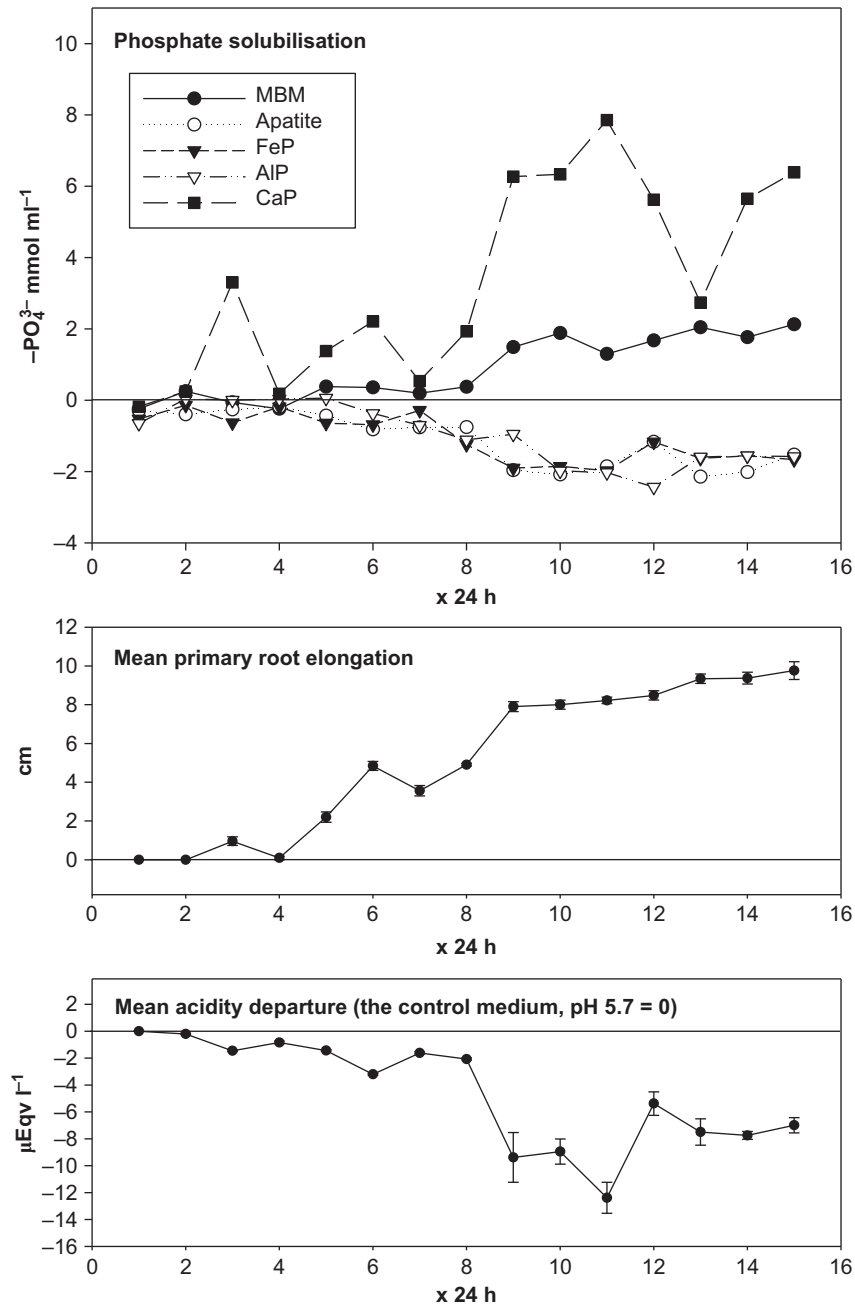 Phosphate solubilisation
MBM
Apatite
FeP
AlP
CaP
–PO₄³⁻ mmol ml⁻¹
10
8
6
4
2
0
–2
–4
0 2 4 6 8 10 12 14 16
x 24 h
Mean primary root elongation
cm
12
10
8
6
4
2
0
0 2 4 6 8 10 12 14 16
x 24 h
Mean acidity departure (the control medium, pH 5.7 = 0)
µEqv l⁻¹
2
0
–2
–4
–6
–8
–10
–12
–14
–16
0 2 4 6 8 10 12 14 16
x 24 h